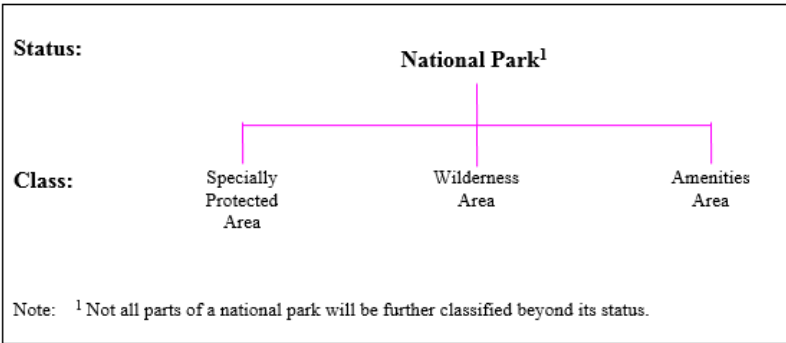 Status:
National Park¹
Class:
Specially
Protected
Area
Wilderness
Area
Amenities
Area
Note: ¹ Not all parts of a national park will be further classified beyond its status.